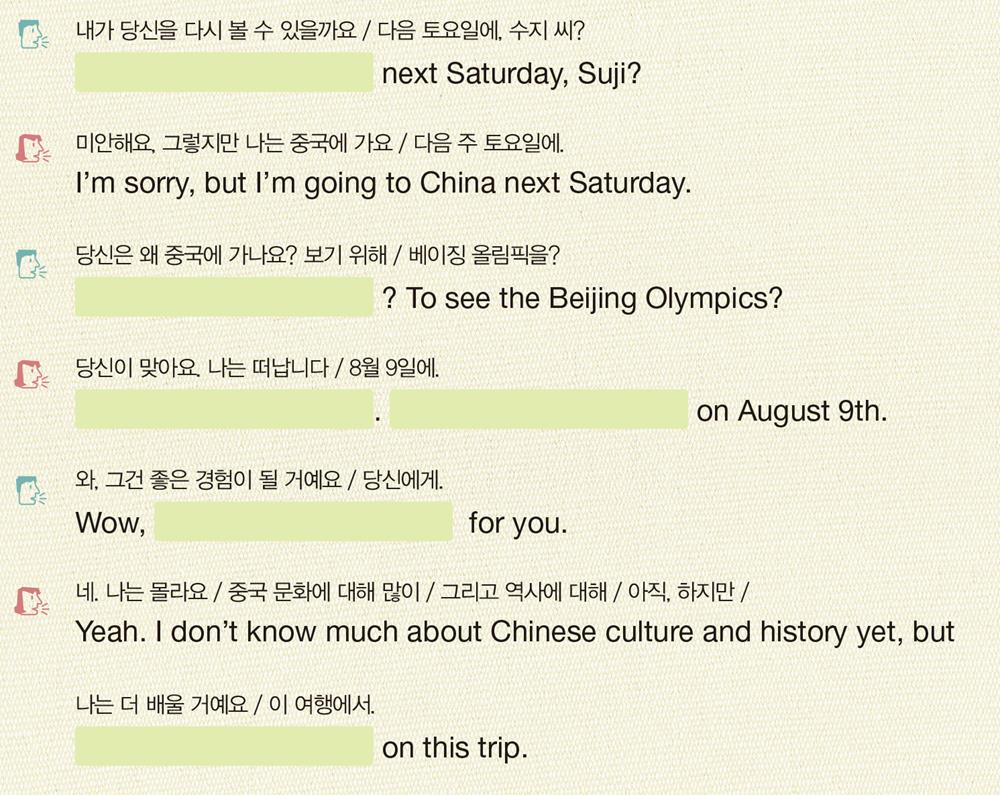 내가 당신을 다시 볼 수 있을까요 / 다음 토요일에, 수지 씨?
next Saturday, Suji?
미안해요, 그렇지만 나는 중국에 가요 / 다음 주 토요일에.
I'm sorry, but I'm going to China next Saturday.
당신은 왜 중국에 가나요? 보기 위해 / 베이징 올림픽을?
? To see the Beijing Olympics?
당신이 맞아요. 나는 떠납니다 / 8월 9일에.
. on August 9th.
와, 그건 좋은 경험이 될 거예요 / 당신에게.
Wow, for you.
네. 나는 몰라요 / 중국 문화에 대해 많이 / 그리고 역사에 대해 / 아직, 하지만 /
Yeah. I don't know much about Chinese culture and history yet, but
나는 더 배울 거예요 / 이 여행에서.
on this trip.